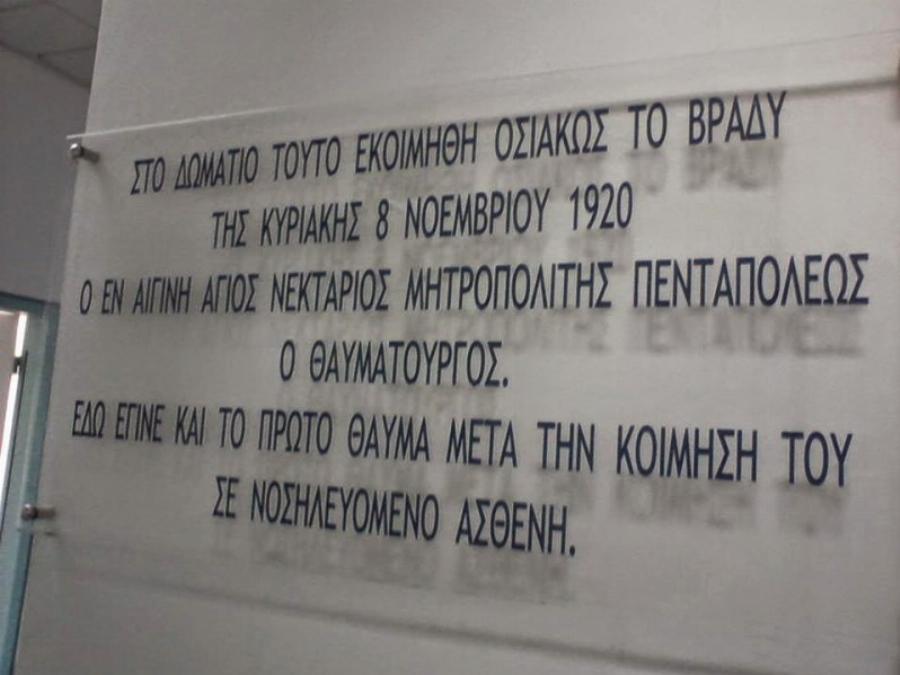 ΣΤΟ ΔΩΜΑΤΙΟ ΤΟΥΤΟ ΕΚΟΙΜΗΘΗ ΟΣΙΑΚΩΣ ΤΟ ΒΡΑΔΥ
ΤΗΣ ΚΥΡΙΑΚΗΣ 8 ΝΟΕΜΒΡΙΟΥ 1920
Ο ΕΝ ΑΙΓΙΝΗ ΑΓΙΟΣ ΝΕΚΤΑΡΙΟΣ ΜΗΤΡΟΠΟΛΙΤΗΣ ΠΕΝΤΑΠΟΛΕΩΣ
Ο ΘΑΥΜΑΤΟΥΡΓΟΣ.
ΕΔΩ ΕΓΙΝΕ ΚΑΙ ΤΟ ΠΡΩΤΟ ΘΑΥΜΑ ΜΕΤΑ ΤΗΝ ΚΟΙΜΗΣΗ ΤΟΥ
ΣΕ ΝΟΣΗΛΕΥΟΜΕΝΟ ΑΣΘΕΝΗ.